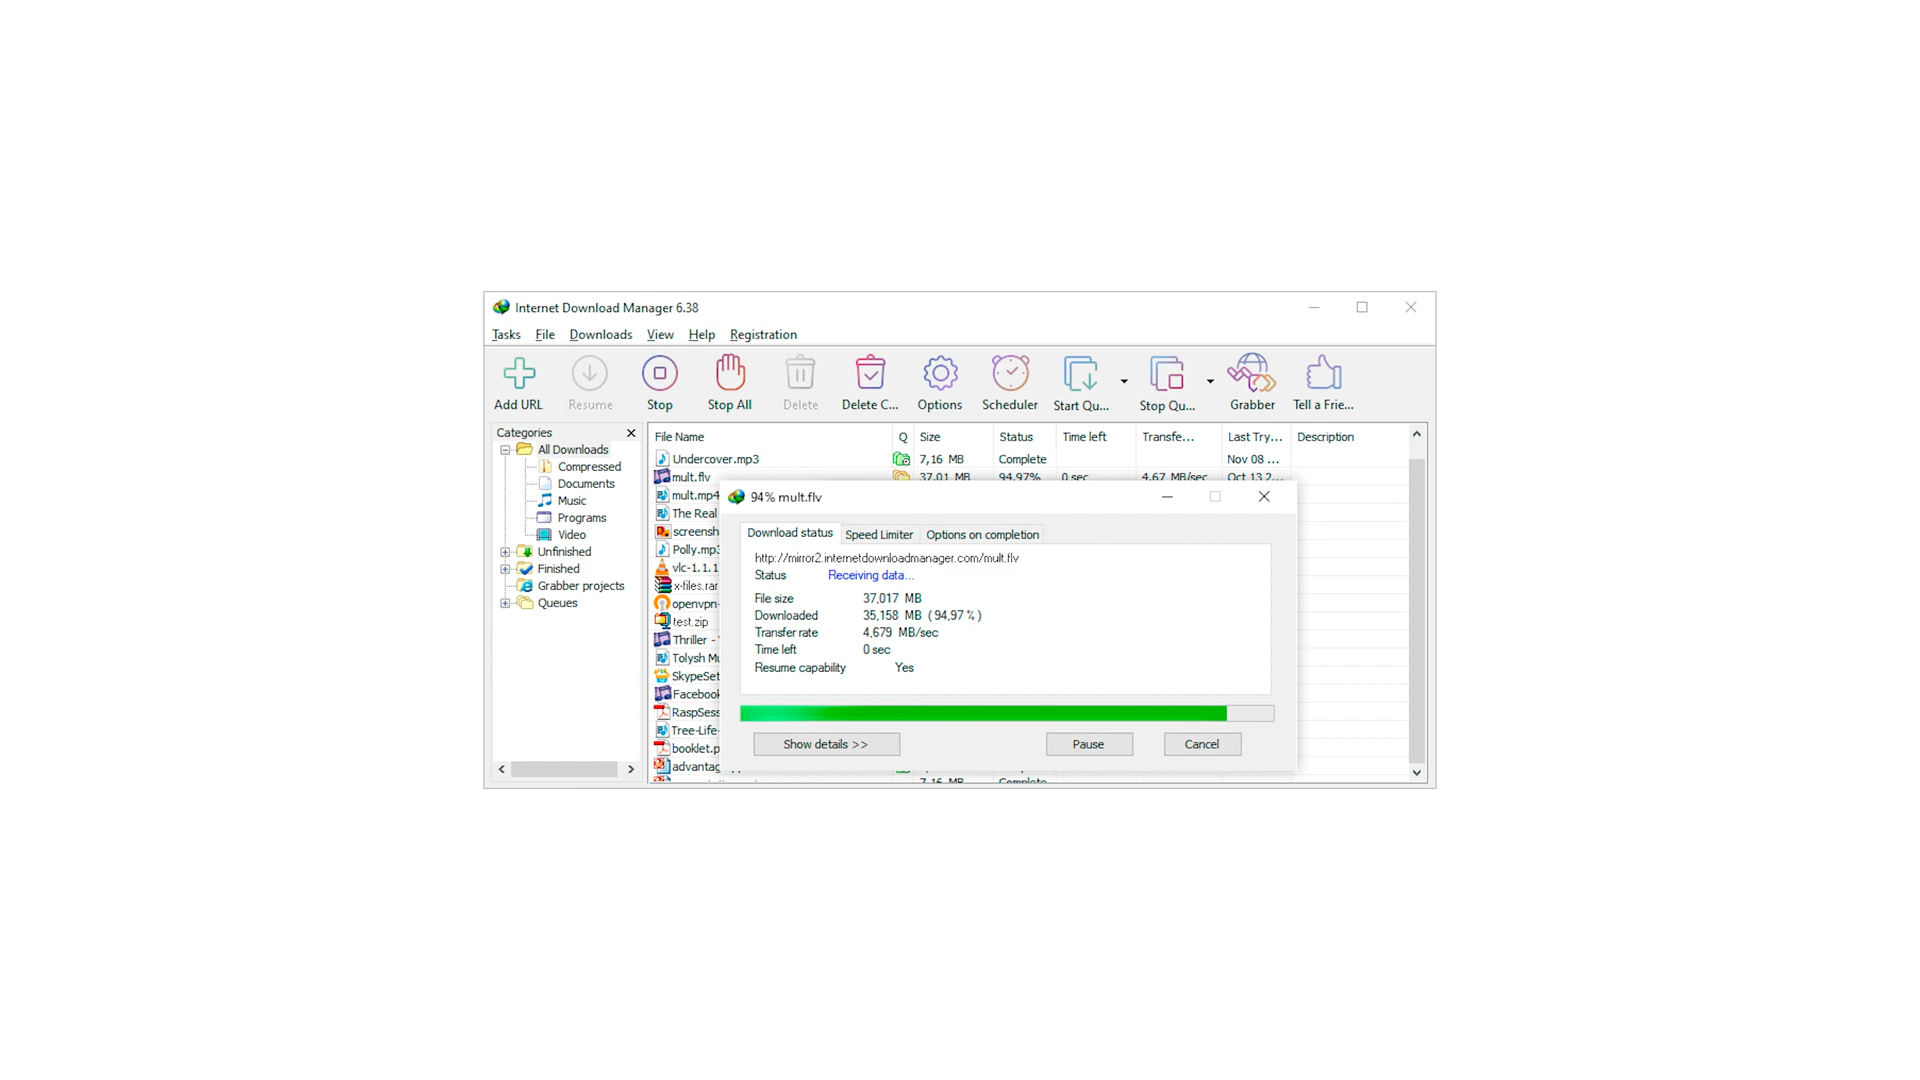 Internet Download Manager 6.38
Tasks File Downloads View Help Registration
Add URL Resume Stop Stop All Delete Delete C... Options Scheduler Start Qu... Stop Qu... Grabber Tell a Frie...
Categories
All Downloads
Compressed
Documents
Music
Programs
Video
Unfinished
Finished
Grabber projects
Queues
File Name Q Size Status Time left Transfe... Last Try... Description
Undercover.mp3 7,16 MB Complete Nov 08 ...
mult.flv 37,01 MB 94,97% 0 sec 4,67 MB/sec Oct 13 2...
mult.mp4
The Real
screensh
Polly.mp3
vlc-1.1.1
x-files.rar
openvpn-
test.zip
Thriller -
Tolysh Mu
SkypeSet
Facebook
RaspSess
Tree-Life-
booklet.p
advantag
7,16 MB Complete
94% mult.flv
Download status Speed Limiter Options on completion
http://mirror2.internetdownloadmanager.com/mult.flv
Status Receiving data...
File size 37,017 MB
Downloaded 35,158 MB ( 94,97 % )
Transfer rate 4,679 MB/sec
Time left 0 sec
Resume capability Yes
Show details >> Pause Cancel